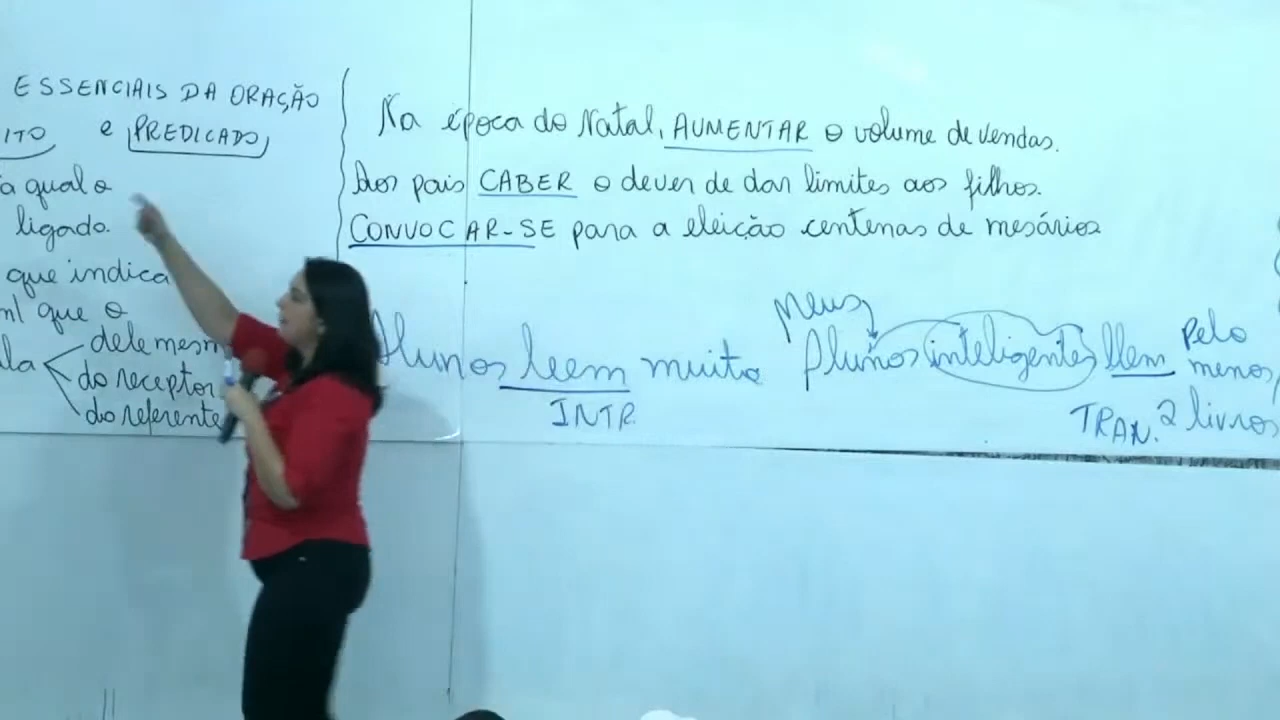 ESSENCIAIS DA ORAÇÃO
ITO e PREDICADO
a qual o
ligado.
que indica
que o
la
dele mesm
do receptor
do referente
Na época do Natal, AUMENTAR o volume de vendas.
Aos pais CABER o dever de dar limites aos filhos.
CONVOCAR-SE para a eleição centenas de mesários
Alunos leem muito
INTR.
meus
Alunos inteligentes lêem pelo
menos
TRAN. 2 livros